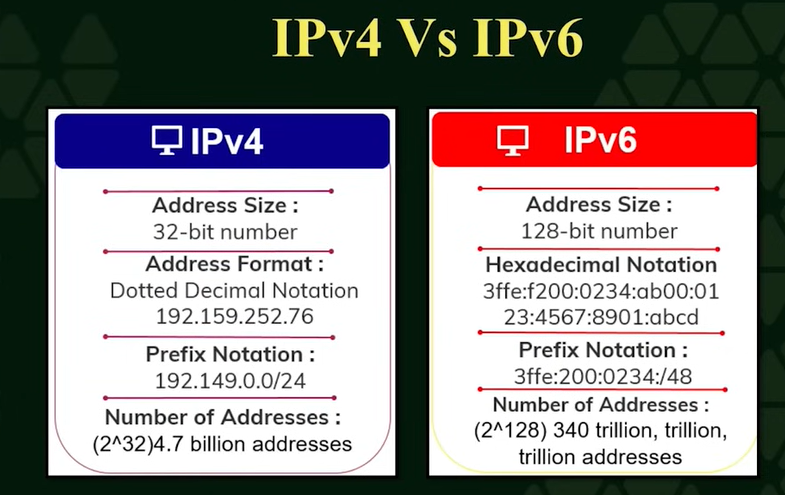 IPv4 Vs IPv6
IPv4
Address Size :
32-bit number
Address Format :
Dotted Decimal Notation
192.159.252.76
Prefix Notation :
192.149.0.0/24
Number of Addresses :
(2^32)4.7 billion addresses
IPv6
Address Size :
128-bit number
Hexadecimal Notation
3ffe:f200:0234:ab00:01
23:4567:8901:abcd
Prefix Notation :
3ffe:200:0234:/48
Number of Addresses :
(2^128) 340 trillion, trillion,
trillion addresses